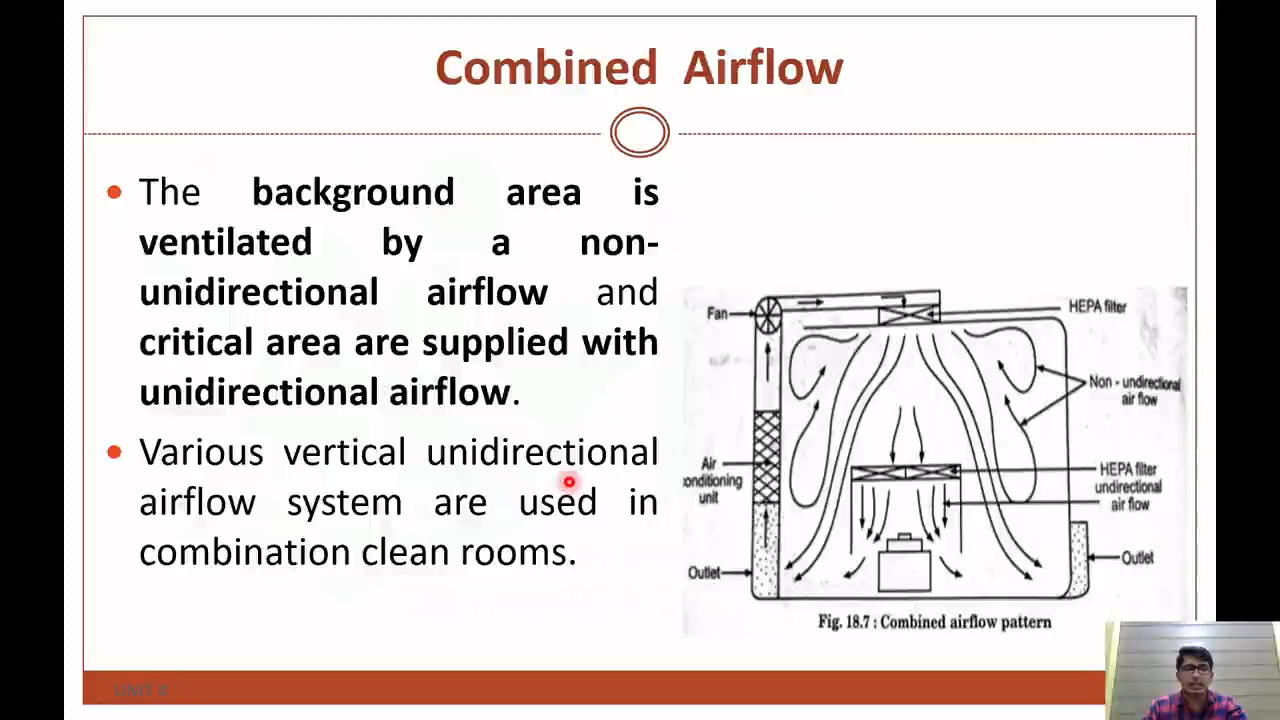 Combined Airflow
• The background area is
ventilated by a non-
unidirectional airflow and
critical area are supplied with
unidirectional airflow.
• Various vertical unidirectional
airflow system are used in
combination clean rooms.
Fan
HEPA filter
Non - undirectional
air flow
Air
onditioning
unit
HEPA filter
undirectional
air flow
Outlet
Outlet
Fig. 18.7 : Combined airflow pattern
UNIT